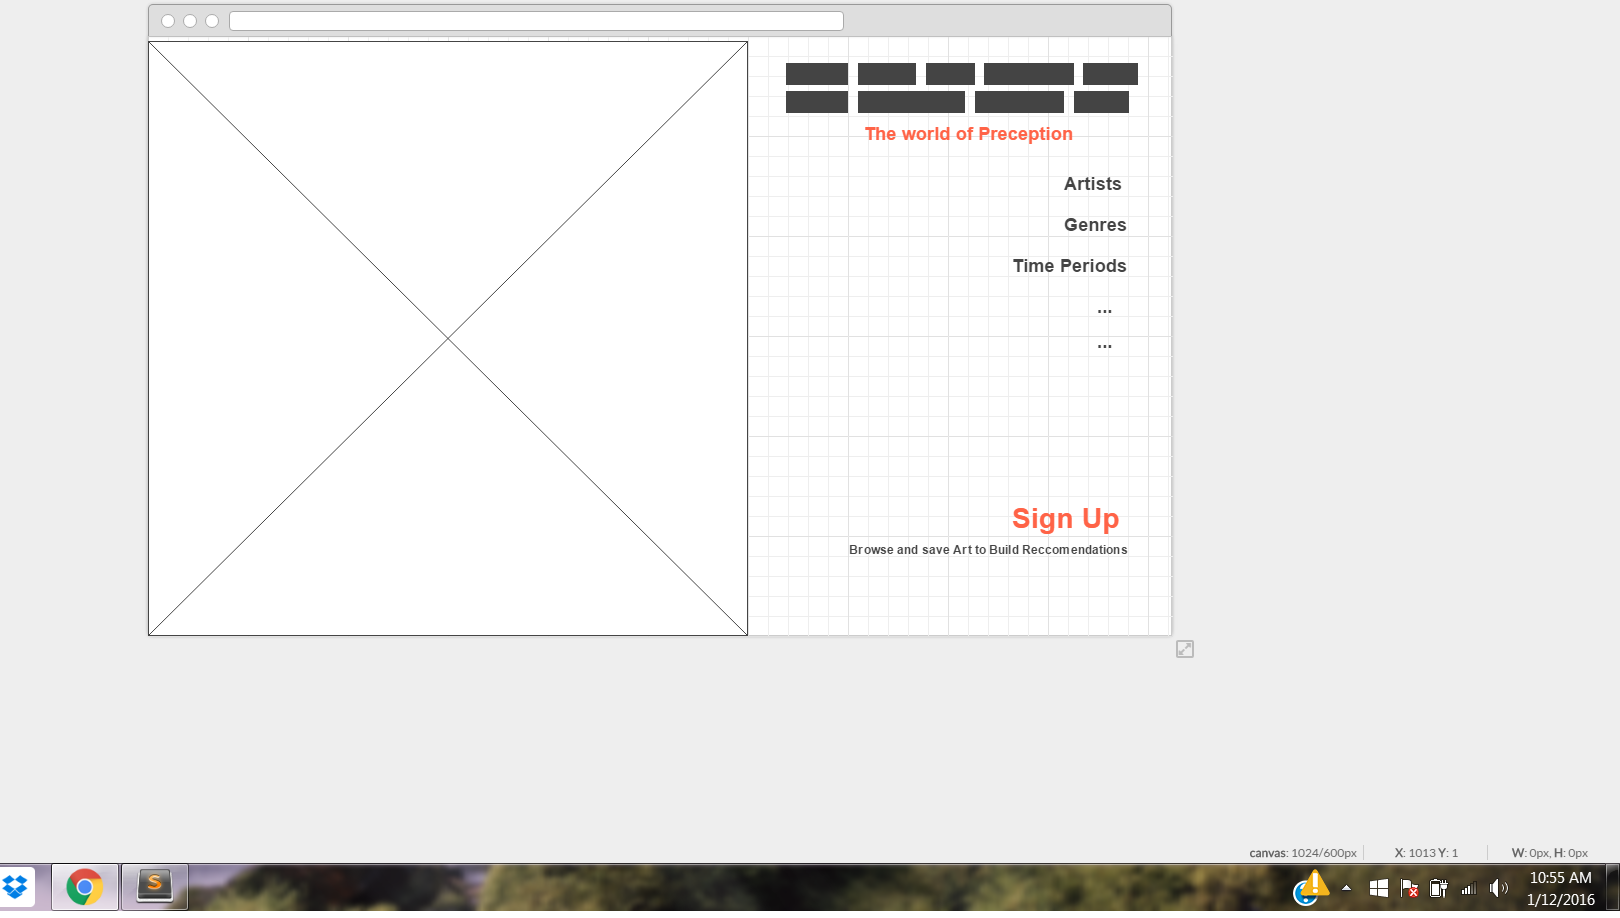 The world of Preception
Artists
Genres
Time Periods
...
...
Sign Up
Browse and save Art to Build Reccomendations
canvas: 1024/600px
X: 1013 Y: 1
W: 0px, H: 0px
S
10:55 AM
1/12/2016